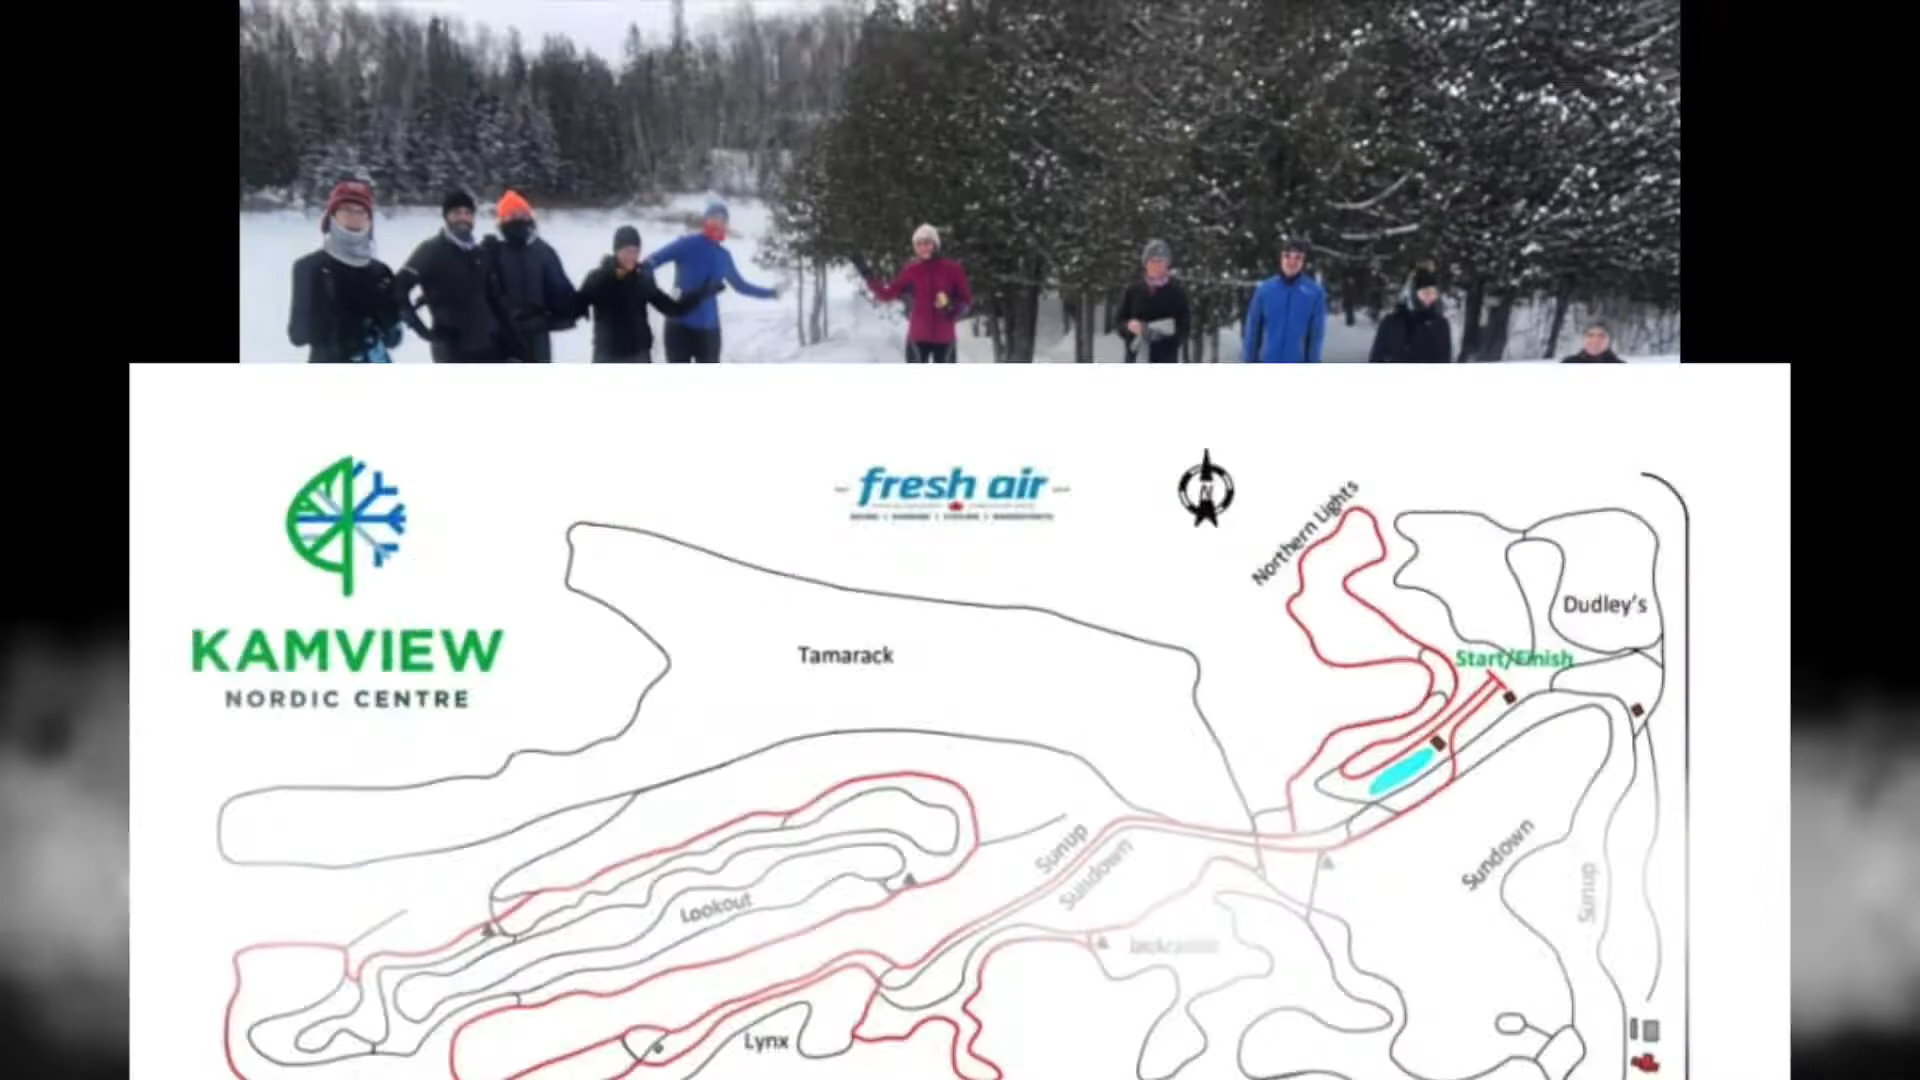 fresh air
N
Northern Lights
KAMVIEW
NORDIC CENTRE
Tamarack
Dudley's
Start/Finish
Sunup
Sundown
Sundown
Sunup
Lookout
Lynx